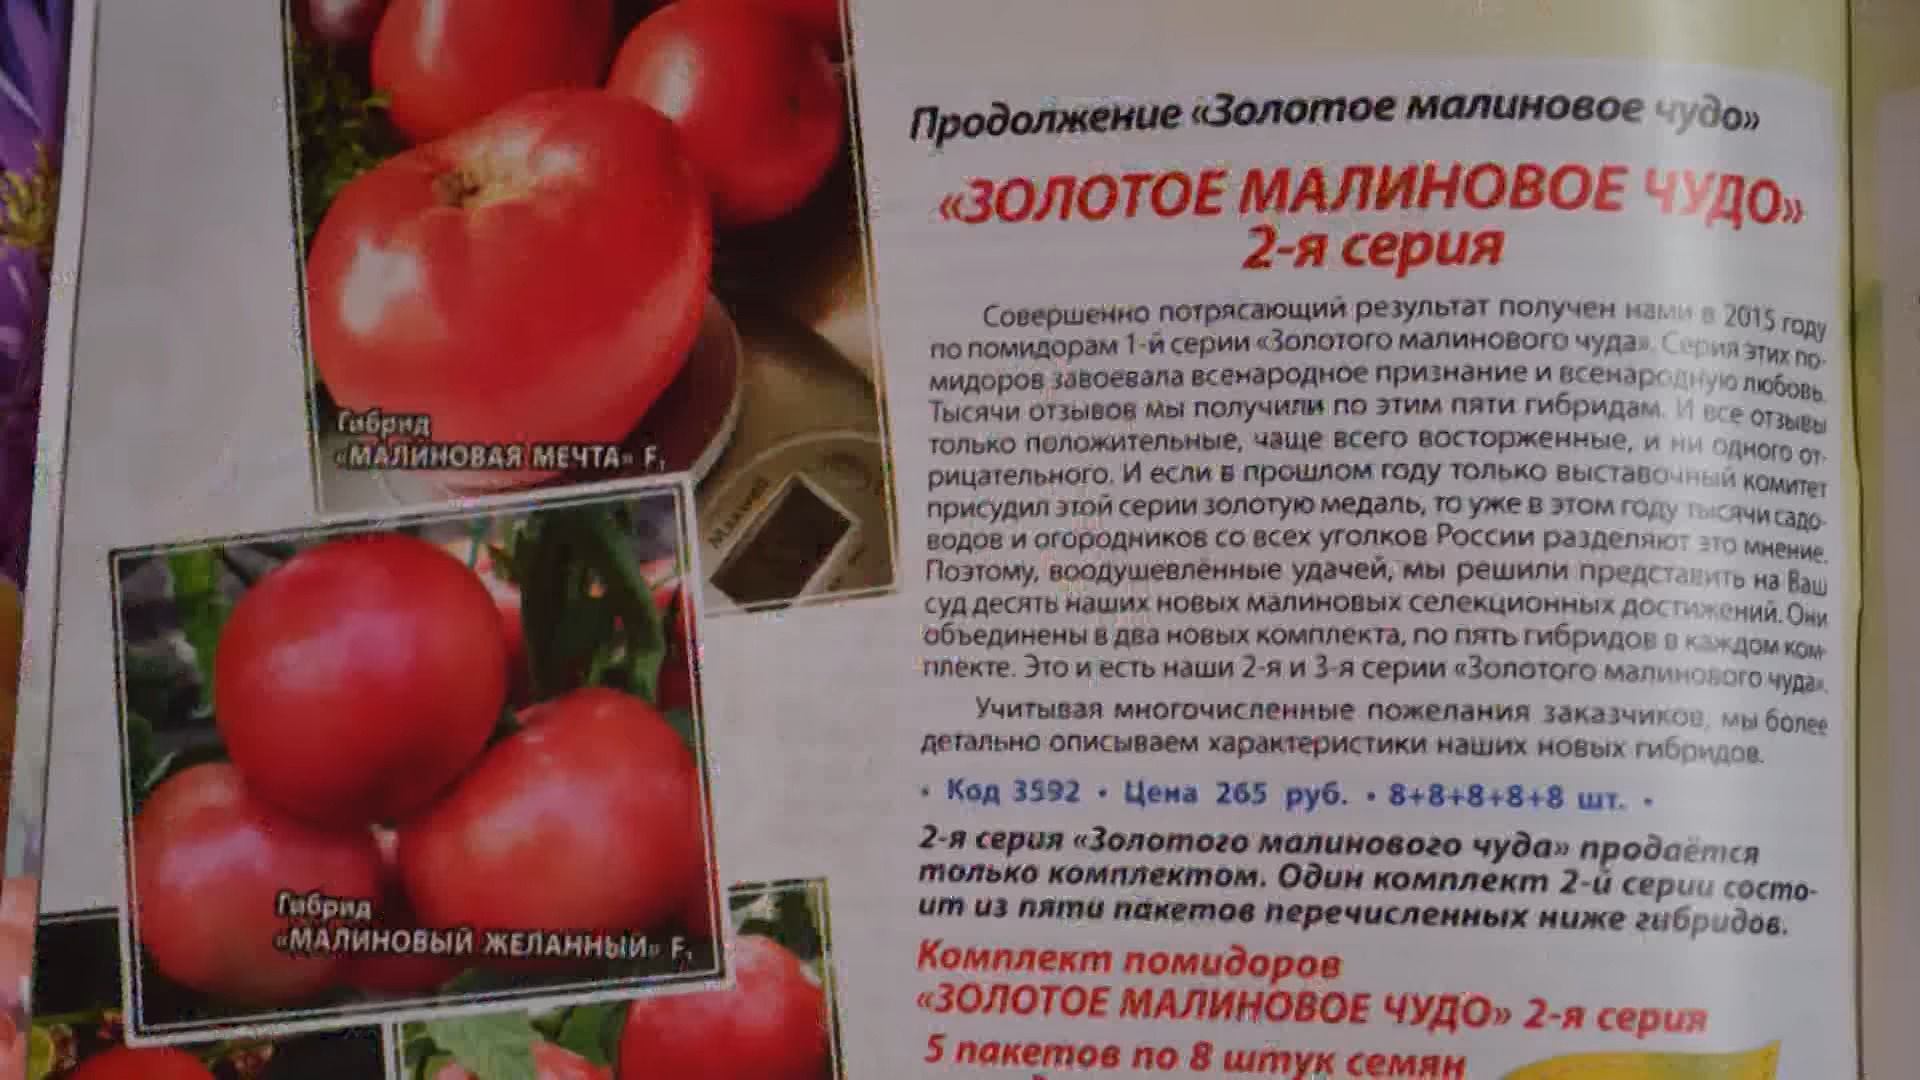 Продолжение «Золотое малиновое чудо»
«ЗОЛОТОЕ МАЛИНОВОЕ ЧУДО»
2-я серия
Совершенно потрясающий результат получен нами в 2015 году
по помидорам 1-й серии «Золотого малинового чуда». Серия этих по-
мидоров завоевала всенародное признание и всенародную любовь.
Тысячи отзывов мы получили по этим пяти гибридам. И все отзывы
только положительные, чаще всего восторженные, и ни одного от-
рицательного. И если в прошлом году только выставочный комитет
присудил этой серии золотую медаль, то уже в этом году тысячи садо-
водов и огородников со всех уголков России разделяют это мнение.
Поэтому, воодушевлённые удачей, мы решили представить на Ваш
суд десять наших новых малиновых селекционных достижений. Они
объединены в два новых комплекта, по пять гибридов в каждом ком-
плекте. Это и есть наши 2-я и 3-я серии «Золотого малинового чуда».
Учитывая многочисленные пожелания заказчиков, мы более
детально описываем характеристики наших новых гибридов.
• Код 3592 • Цена 265 руб. • 8+8+8+8+8 шт. •
2-я серия «Золотого малинового чуда» продаётся
только комплектом. Один комплект 2-й серии состо-
ит из пяти пакетов перечисленных ниже гибридов.
Комплект помидоров
«ЗОЛОТОЕ МАЛИНОВОЕ ЧУДО» 2-я серия
5 пакетов по 8 штук семян
Гибрид
«МАЛИНОВАЯ МЕЧТА» F₁
Гибрид
«МАЛИНОВЫЙ ЖЕЛАННЫЙ» F₁